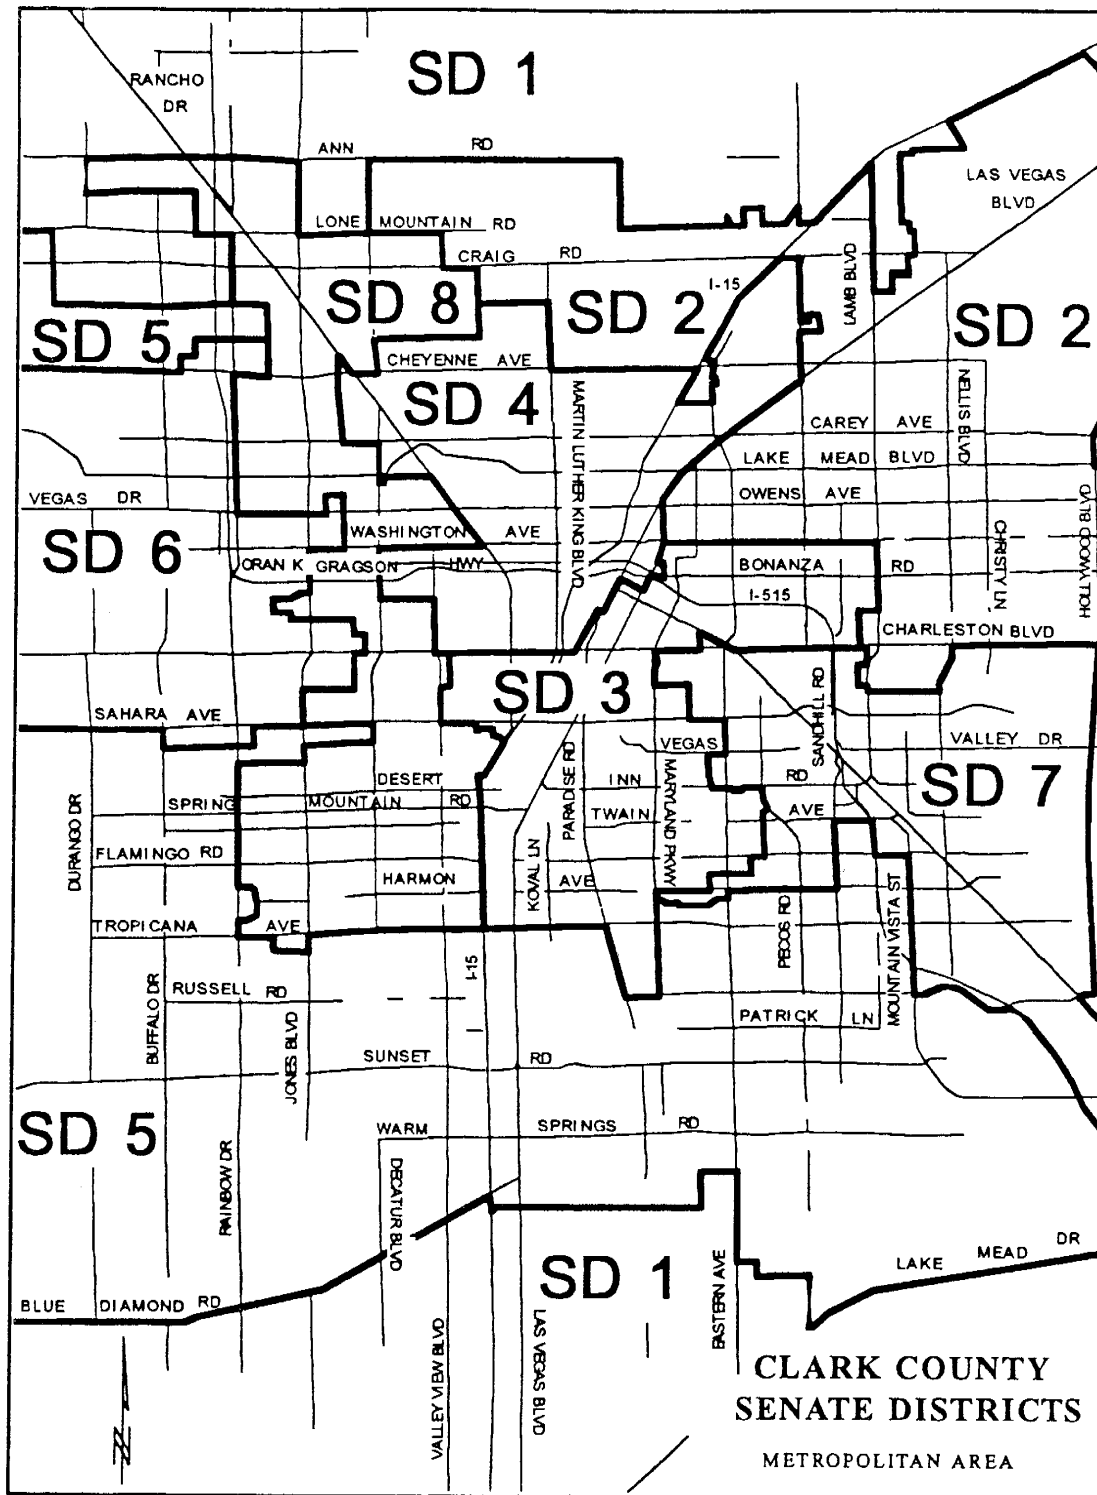 SD 1
RANCHO
DR
ANN RD
LAS VEGAS
BLVD
LONE MOUNTAIN RD
CRAIG RD
LAMB BLVD
I-15
SD 8
SD 2
SD 2
SD 5
CHEYENNE AVE
SD 4
MARTIN LUTHER KING BLVD
NELLIS BLVD
CAREY AVE
LAKE MEAD BLVD
VEGAS DR
OWENS AVE
HOLLYWOOD BLVD
WASHINGTON AVE
CHRISTY LN
SD 6
ORAN K GRAGSON HWY
BONANZA RD
I-515
CHARLESTON BLVD
SD 3
SANDHILL RD
SAHARA AVE
PARADISE RD
VEGAS VALLEY DR
DESERT INN RD
MARYLAND PKWY
SD 7
SPRING MOUNTAIN RD
TWAIN AVE
DURANGO DR
FLAMINGO RD
KOVAL LN
HARMON AVE
MOUNTAIN VISTA ST
TROPICANA AVE
PECOS RD
I-15
RUSSELL RD
BUFFALO DR
PATRICK LN
JONES BLVD
SUNSET RD
SD 5
WARM SPRINGS RD
RAINBOW DR
DECATUR BLVD
LAKE MEAD DR
SD 1
EASTERN AVE
BLUE DIAMOND RD
VALLEY VIEW BLVD
LAS VEGAS BLVD
CLARK COUNTY
SENATE DISTRICTS
METROPOLITAN AREA
N